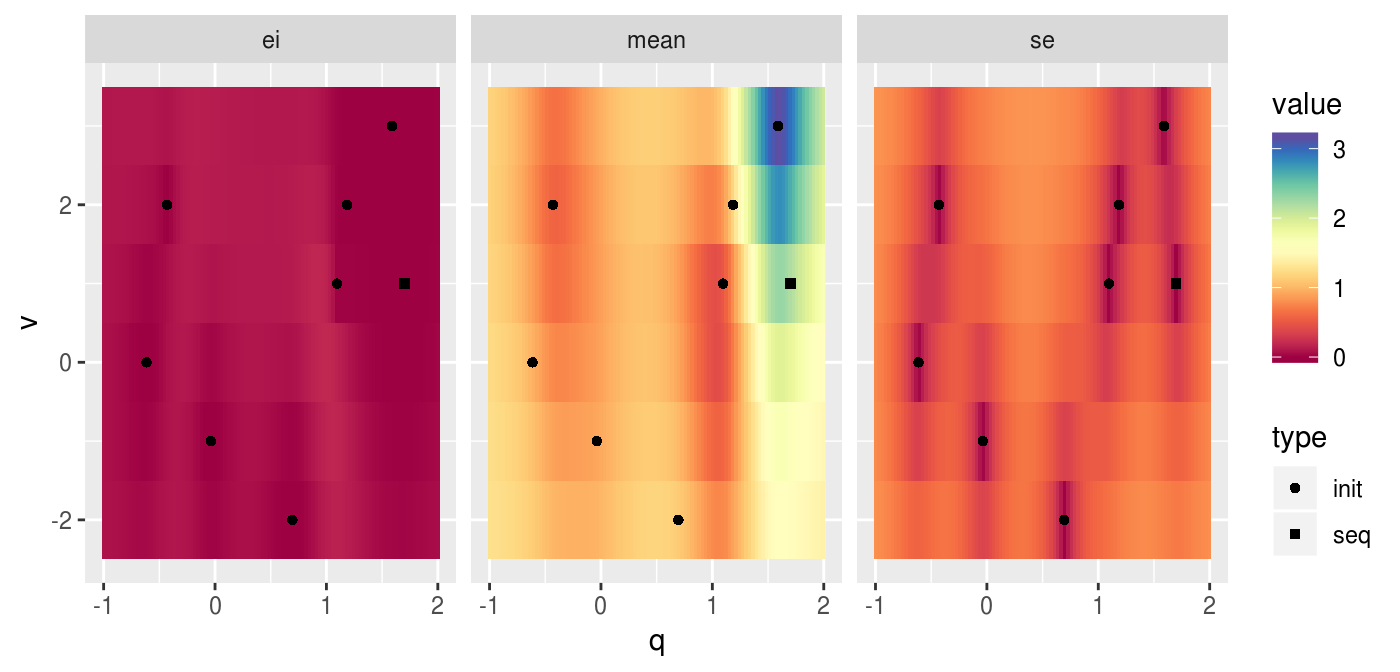 ei mean se
v
2
0
-2
-1 0 1 2 -1 0 1 2 -1 0 1 2
q
value
3
2
1
0
type
init
seq